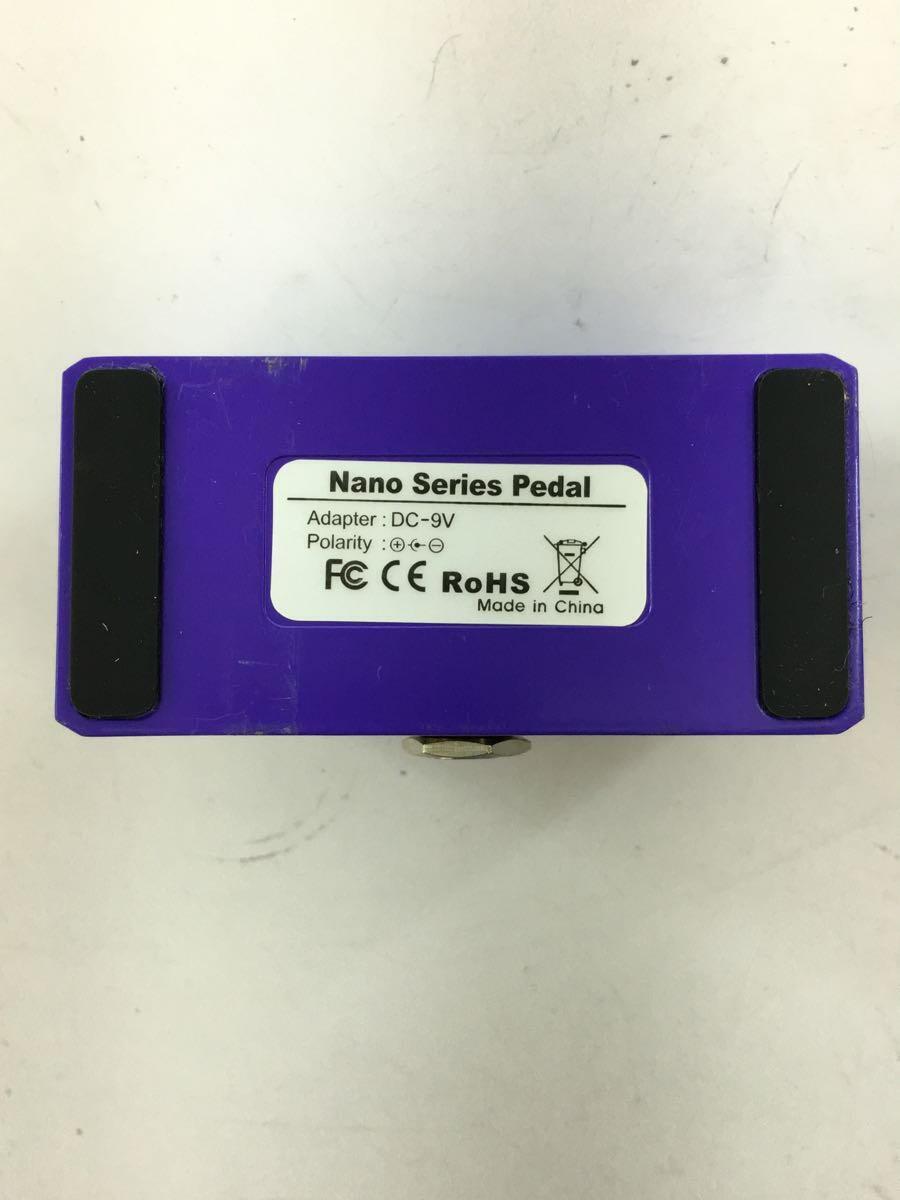 Nano Series Pedal
Adapter : DC-9V
Polarity :
FC CE RoHS
Made in China